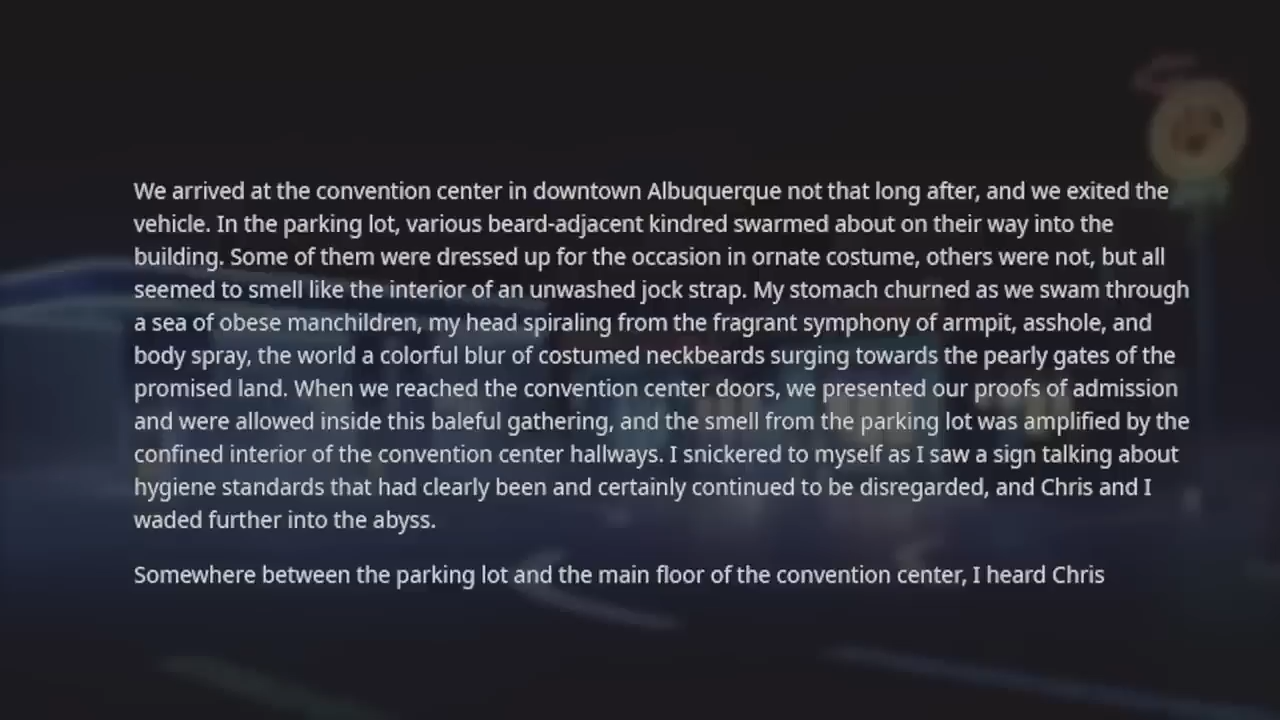 We arrived at the convention center in downtown Albuquerque not that long after, and we exited the
vehicle. In the parking lot, various beard-adjacent kindred swarmed about on their way into the
building. Some of them were dressed up for the occasion in ornate costume, others were not, but all
seemed to smell like the interior of an unwashed jock strap. My stomach churned as we swam through
a sea of obese manchildren, my head spiraling from the fragrant symphony of armpit, asshole, and
body spray, the world a colorful blur of costumed neckbeards surging towards the pearly gates of the
promised land. When we reached the convention center doors, we presented our proofs of admission
and were allowed inside this baleful gathering, and the smell from the parking lot was amplified by the
confined interior of the convention center hallways. I snickered to myself as I saw a sign talking about
hygiene standards that had clearly been and certainly continued to be disregarded, and Chris and I
waded further into the abyss.
Somewhere between the parking lot and the main floor of the convention center, I heard Chris